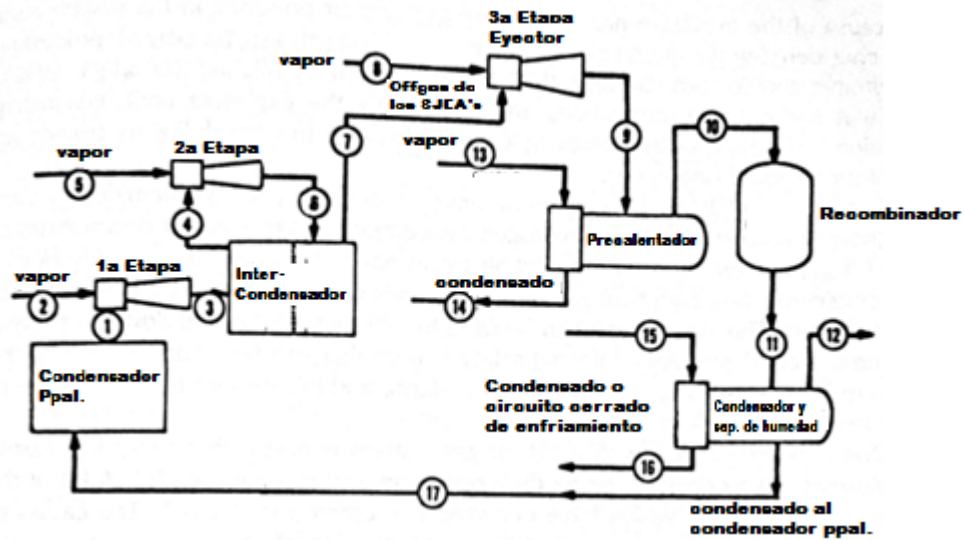 3a Etapa
Eyector
vapor
8
Offgas de
los SJEA's
7
9
10
vapor
13
2a Etapa
vapor
5
4
6
Recombinador
Precalentador
1a Etapa
vapor
2
3
1
Inter-
Condensador
condensado
14
15
11
12
Condensador
Ppal.
Condensado o
circuito cerrado
de enfriamiento
Condensador y
sep. de humedad
16
17
condensado al
condensador ppal.